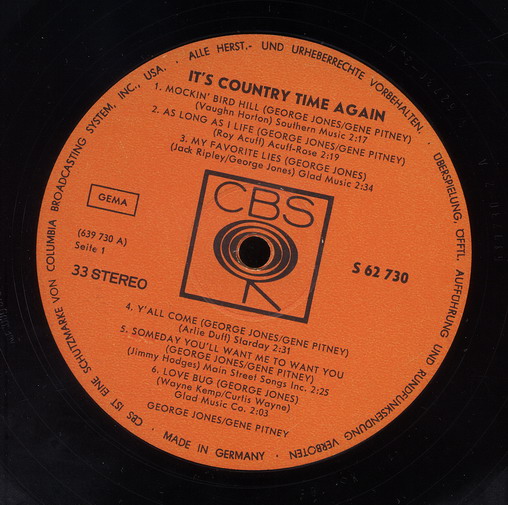 CBS IST EINE SCHUTZMARKE VON COLUMBIA BROADCASTING SYSTEM, INC., USA. · ALLE HERST.- UND URHEBERRECHTE VORBEHALTEN. · ÜBERSPIELUNG, ÖFFTL. AUFFÜHRUNG UND RUNDFUNKSENDUNG VERBOTEN · MADE IN GERMANY ·
IT'S COUNTRY TIME AGAIN
1. MOCKIN' BIRD HILL (GEORGE JONES/GENE PITNEY)
(Vaughn Horton) Southern Music 2:17
2. AS LONG AS I LIFE (GEORGE JONES/GENE PITNEY)
(Roy Acuff) Acuff-Rose 2:19
3. MY FAVORITE LIES (GEORGE JONES)
(Jack Ripley/George Jones) Glad Music 2:34
GEMA
CBS
(639 730 A)
Seite 1
33 STEREO
S 62 730
4. Y'ALL COME (GEORGE JONES/GENE PITNEY)
(Arlie Duff) Starday 2:31
5. SOMEDAY YOU'LL WANT ME TO WANT YOU
(GEORGE JONES/GENE PITNEY)
(Jimmy Hodges) Main Street Songs Inc. 2:25
6. LOVE BUG (GEORGE JONES)
(Wayne Kemp/Curtis Wayne)
Glad Music Co. 2:03
GEORGE JONES/GENE PITNEY